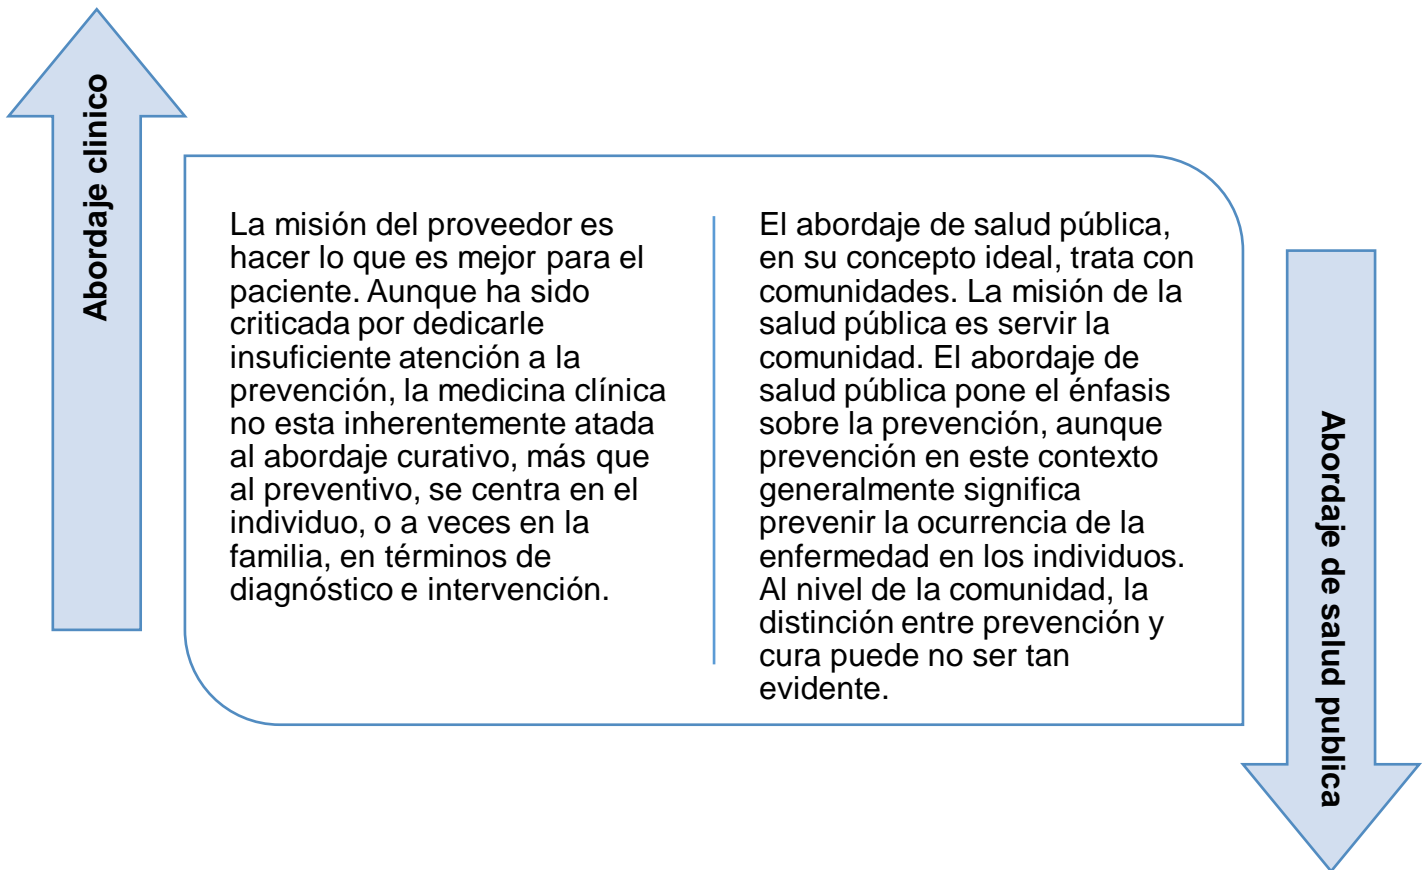 Abordaje clinico
La misión del proveedor es
hacer lo que es mejor para el
paciente. Aunque ha sido
criticada por dedicarle
insuficiente atención a la
prevención, la medicina clínica
no esta inherentemente atada
al abordaje curativo, más que
al preventivo, se centra en el
individuo, o a veces en la
familia, en términos de
diagnóstico e intervención.
El abordaje de salud pública,
en su concepto ideal, trata con
comunidades. La misión de la
salud pública es servir la
comunidad. El abordaje de
salud pública pone el énfasis
sobre la prevención, aunque
prevención en este contexto
generalmente significa
prevenir la ocurrencia de la
enfermedad en los individuos.
Al nivel de la comunidad, la
distinción entre prevención y
cura puede no ser tan
evidente.
Abordaje de salud publica